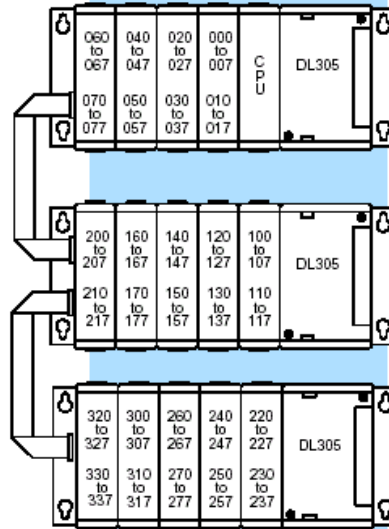 060 to 067
040 to 047
020 to 027
000 to 007
CPU
DL305
070 to 077
050 to 057
030 to 037
010 to 017
200 to 207
160 to 167
140 to 147
120 to 127
100 to 107
DL305
210 to 217
170 to 177
150 to 157
130 to 137
110 to 117
320 to 327
300 to 307
260 to 267
240 to 247
220 to 227
DL305
330 to 337
310 to 317
270 to 277
250 to 257
230 to 237